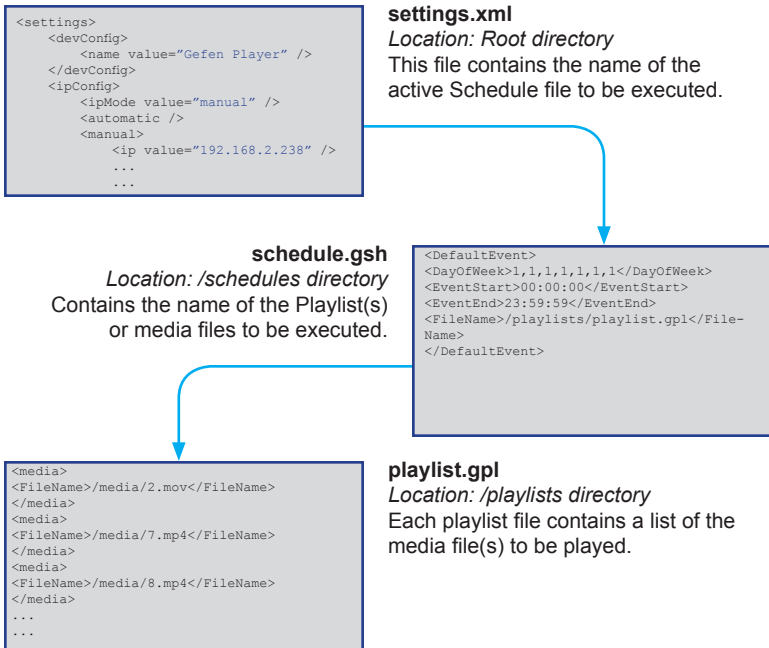 <settings>
<devConfig>
<name value=”Gefen Player” />
</devConfig>
<ipConfig>
<ipMode value=”manual” />
<automatic />
<manual>
<ip value=”192.168.2.238” />
...
...
settings.xml
Location: Root directory
This file contains the name of the
active Schedule file to be executed.
schedule.gsh
Location: /schedules directory
Contains the name of the Playlist(s)
or media files to be executed.
<DefaultEvent>
<DayOfWeek>1,1,1,1,1,1,1</DayOfWeek>
<EventStart>00:00:00</EventStart>
<EventEnd>23:59:59</EventEnd>
<FileName>/playlists/playlist.gpl</File-
Name>
</DefaultEvent>
<media>
<FileName>/media/2.mov</FileName>
</media>
<media>
<FileName>/media/7.mp4</FileName>
</media>
<media>
<FileName>/media/8.mp4</FileName>
</media>
...
...
playlist.gpl
Location: /playlists directory
Each playlist file contains a list of the
media file(s) to be played.